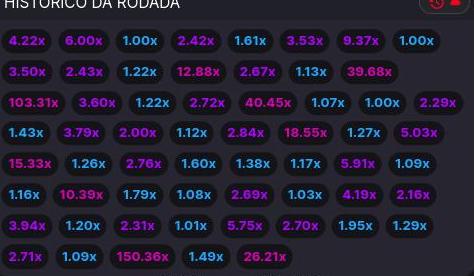 HISTÓRICO DA RODADA
4.22x 6.00x 1.00x 2.42x 1.61x 3.53x 9.37x 1.00x
3.50x 2.43x 1.22x 12.88x 2.67x 1.13x 39.68x
103.31x 3.60x 1.22x 2.72x 40.45x 1.07x 1.00x 2.29x
1.43x 3.79x 2.00x 1.12x 2.84x 18.55x 1.27x 5.03x
15.33x 1.26x 2.76x 1.60x 1.38x 1.17x 5.91x 1.09x
1.16x 10.39x 1.79x 1.08x 2.69x 1.03x 4.19x 2.16x
3.94x 1.20x 2.31x 1.01x 5.75x 2.70x 1.95x 1.29x
2.71x 1.09x 150.36x 1.49x 26.21x